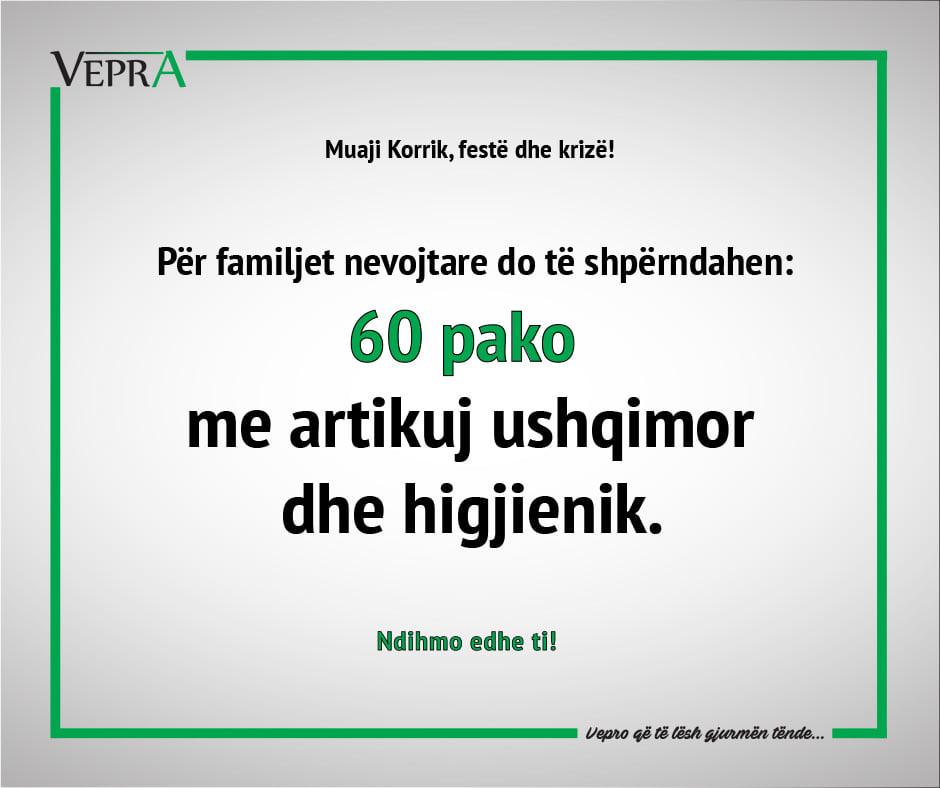 VEPRA
Muaji Korrik, festë dhe krizë!
Për familjet nevojtare do të shpërndahen:
60 pako
me artikuj ushqimor
dhe higjienik.
Ndihmo edhe ti!
Vepro që të lësh gjurmën tënde...